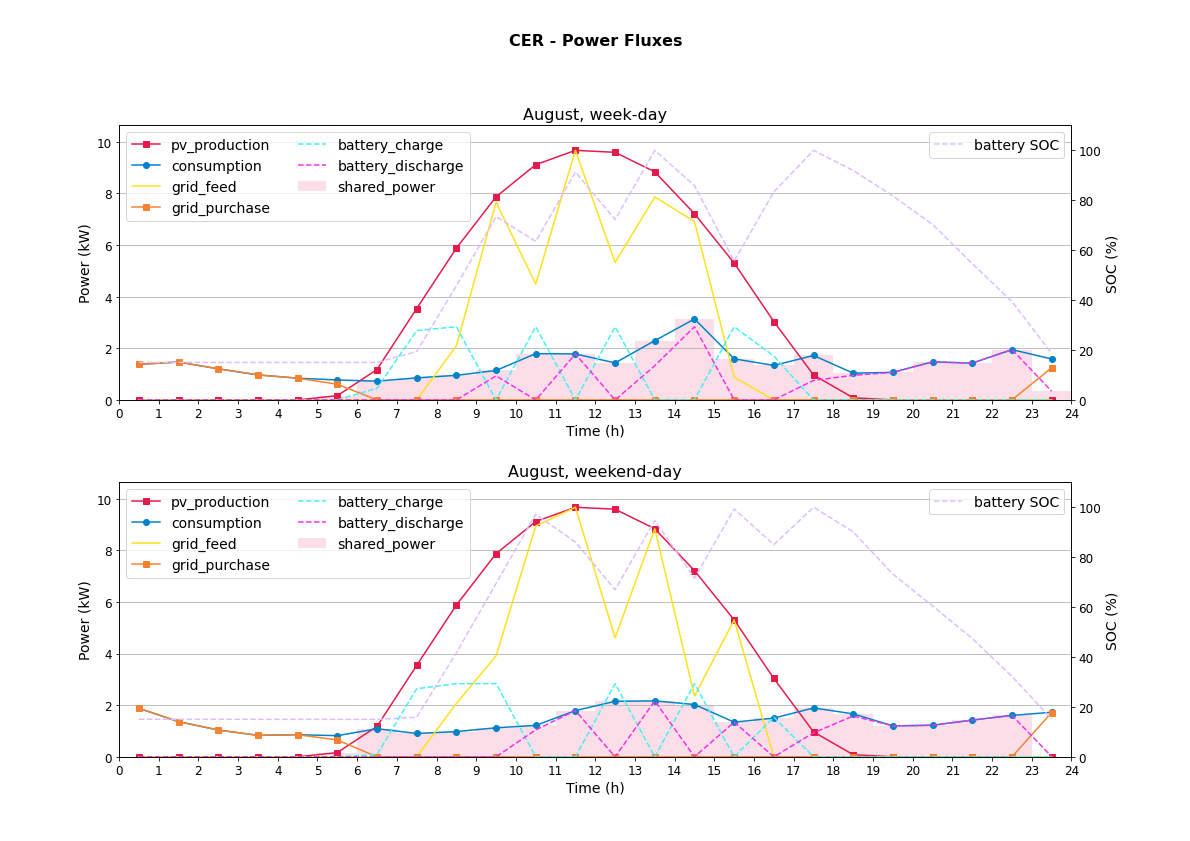 CER - Power Fluxes
August, week-day
pv_production
consumption
grid_feed
grid_purchase
battery_charge
battery_discharge
shared_power
battery SOC
Power (kW)
10
8
6
4
2
0
SOC (%)
100
80
60
40
20
0
0 1 2 3 4 5 6 7 8 9 10 11 12 13 14 15 16 17 18 19 20 21 22 23 24
Time (h)
August, weekend-day
pv_production
consumption
grid_feed
grid_purchase
battery_charge
battery_discharge
shared_power
battery SOC
Power (kW)
10
8
6
4
2
0
SOC (%)
100
80
60
40
20
0
0 1 2 3 4 5 6 7 8 9 10 11 12 13 14 15 16 17 18 19 20 21 22 23 24
Time (h)